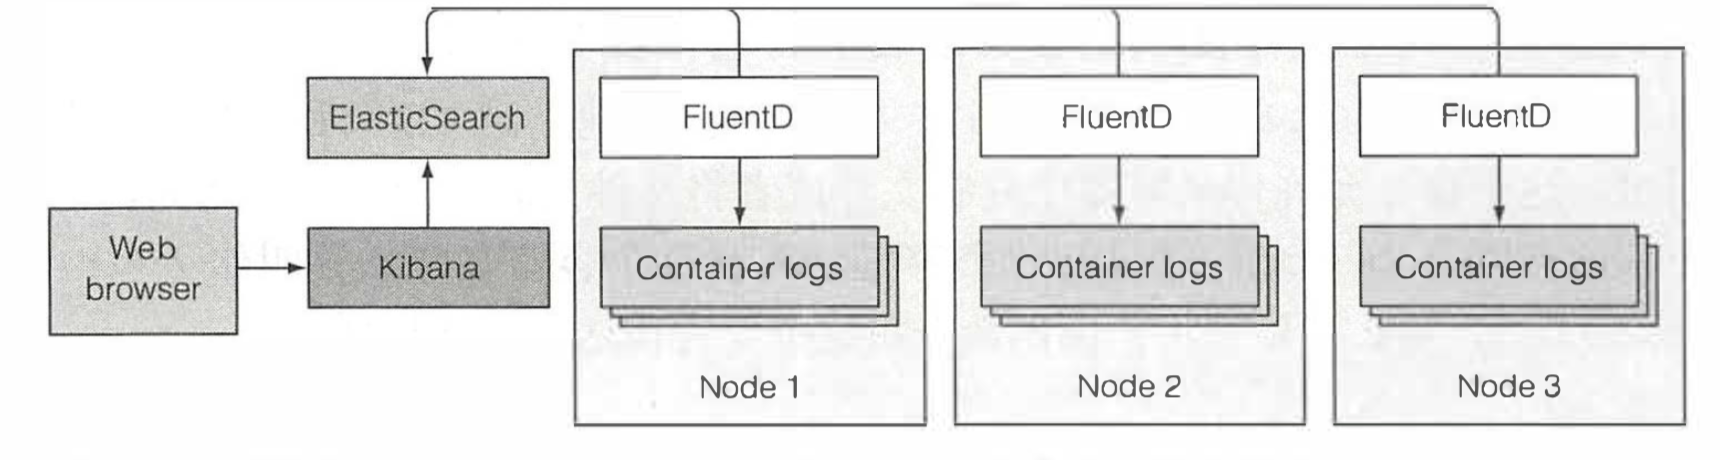 ElasticSearch
Web
browser
Kibana
FluentD
Container logs
Node 1
FluentD
Container logs
Node 2
FluentD
Container logs
Node 3